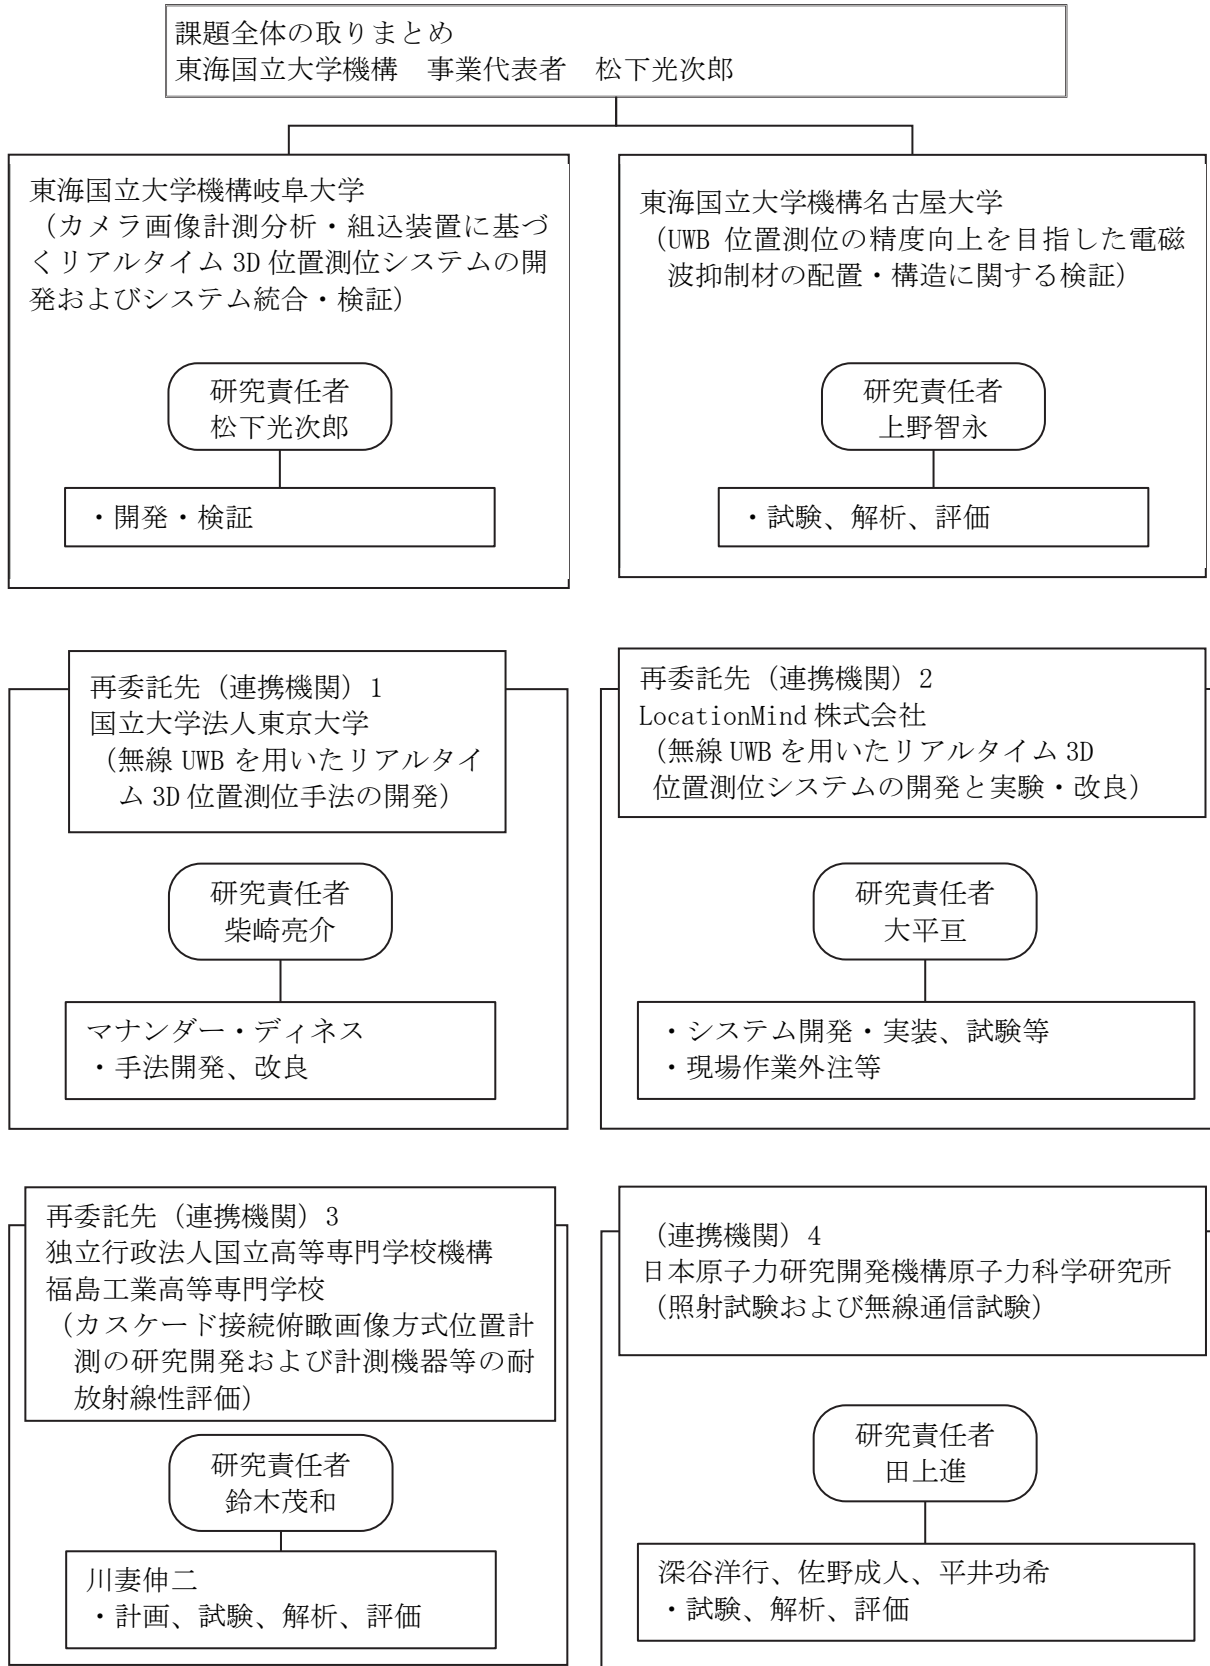 課題全体の取りまとめ
東海国立大学機構　事業代表者　松下光次郎
東海国立大学機構岐阜大学
（カメラ画像計測分析・組込装置に基づ
くリアルタイム 3D 位置測位システムの開
発およびシステム統合・検証）
研究責任者
松下光次郎
・開発・検証
東海国立大学機構名古屋大学
（UWB 位置測位の精度向上を目指した電磁
波抑制材の配置・構造に関する検証）
研究責任者
上野智永
・試験、解析、評価
再委託先（連携機関）1
国立大学法人東京大学
（無線 UWB を用いたリアルタイ
ム 3D 位置測位手法の開発）
研究責任者
柴崎亮介
マナンダー・ディネス
・手法開発、改良
再委託先（連携機関）2
LocationMind 株式会社
（無線 UWB を用いたリアルタイム 3D
位置測位システムの開発と実験・改良）
研究責任者
大平亘
・システム開発・実装、試験等
・現場作業外注等
再委託先（連携機関）3
独立行政法人国立高等専門学校機構
福島工業高等専門学校
（カスケード接続俯瞰画像方式位置計
測の研究開発および計測機器等の耐
放射線性評価）
研究責任者
鈴木茂和
川妻伸二
・計画、試験、解析、評価
（連携機関）4
日本原子力研究開発機構原子力科学研究所
（照射試験および無線通信試験）
研究責任者
田上進
深谷洋行、佐野成人、平井功希
・試験、解析、評価